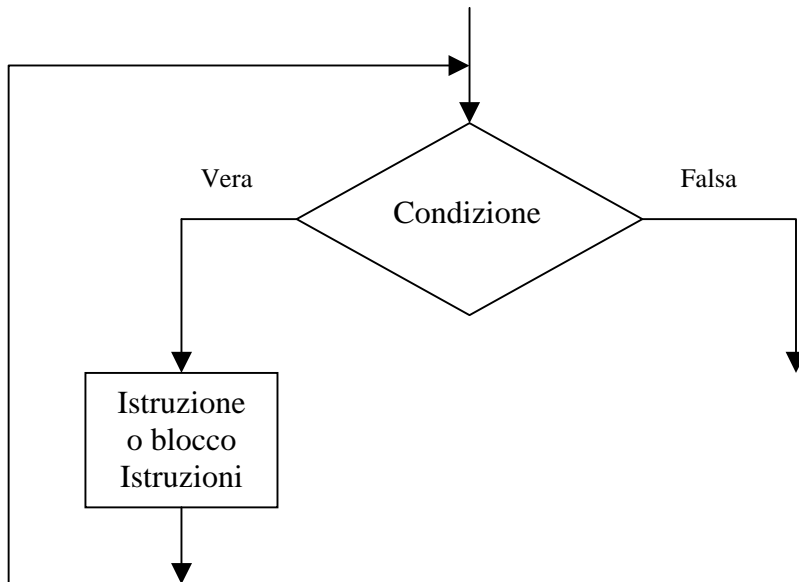 Vera
Falsa
Condizione
Istruzione
o blocco
Istruzioni